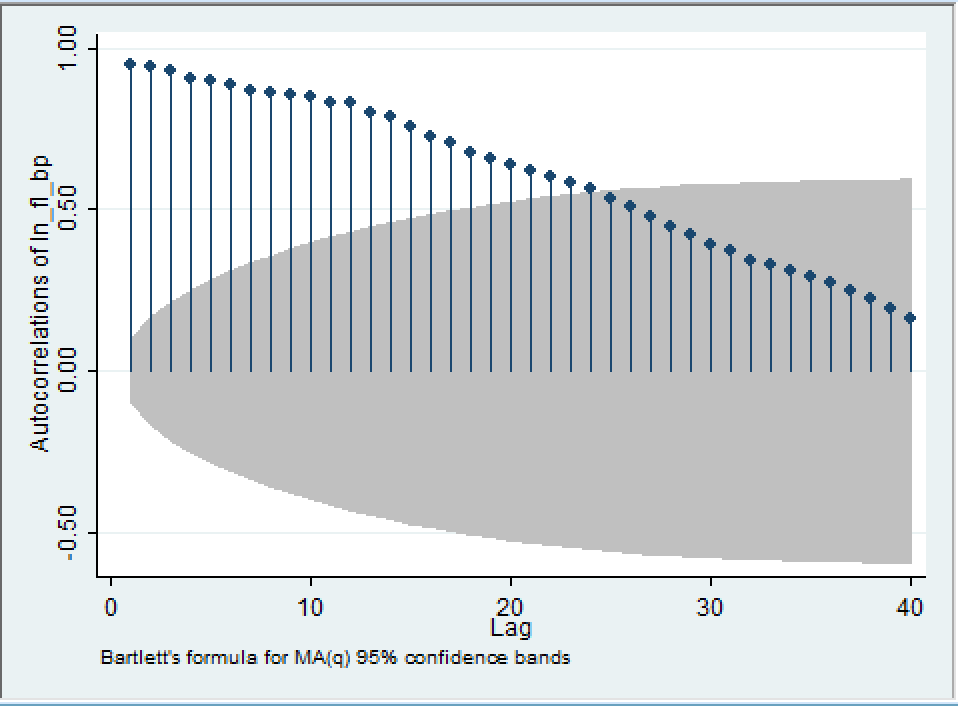 Autocorrelations of ln_fl_bp
1.00
0.50
0.00
-0.50
0 10 20 30 40
Lag
Bartlett's formula for MA(q) 95% confidence bands